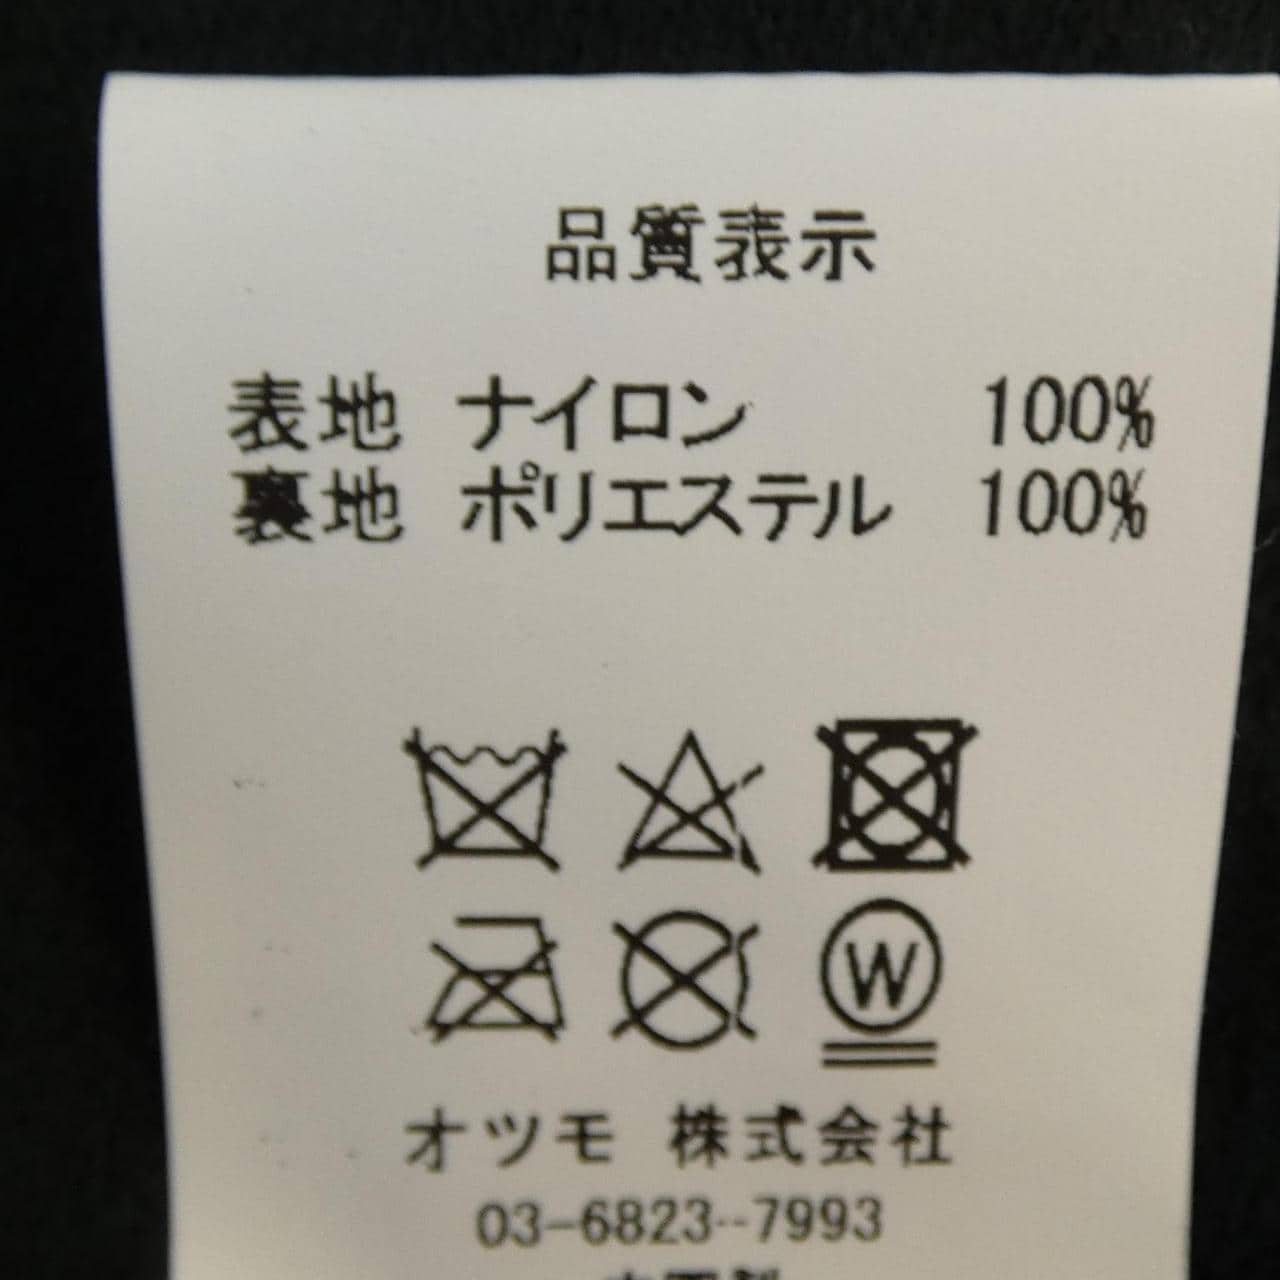 品質表示
表地 ナイロン 100%
裏地 ポリエステル 100%
W
オツモ 株式会社
03-6823--7993